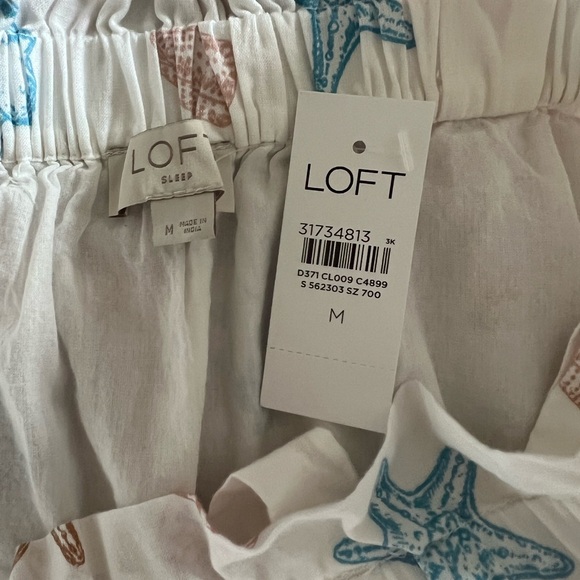 LOFT
SLEEP
M
MADE IN
INDIA
LOFT
31734813 3K
D371 CL009 C4899
S 562303 SZ 700
M